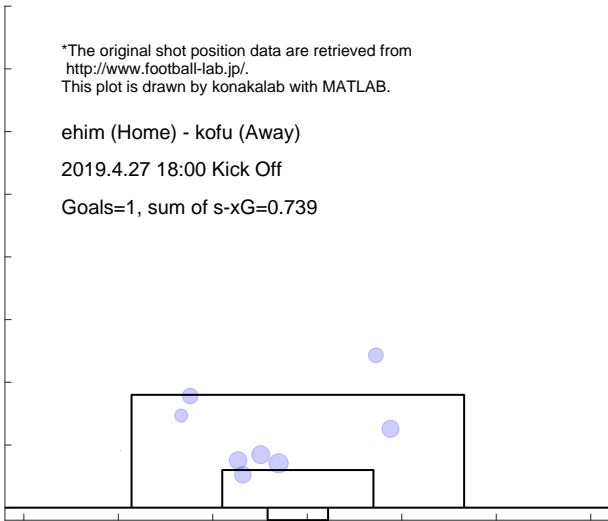 *The original shot position data are retrieved from
http://www.football-lab.jp/.
This plot is drawn by konakalab with MATLAB.
ehim (Home) - kofu (Away)
2019.4.27 18:00 Kick Off
Goals=1, sum of s-xG=0.739